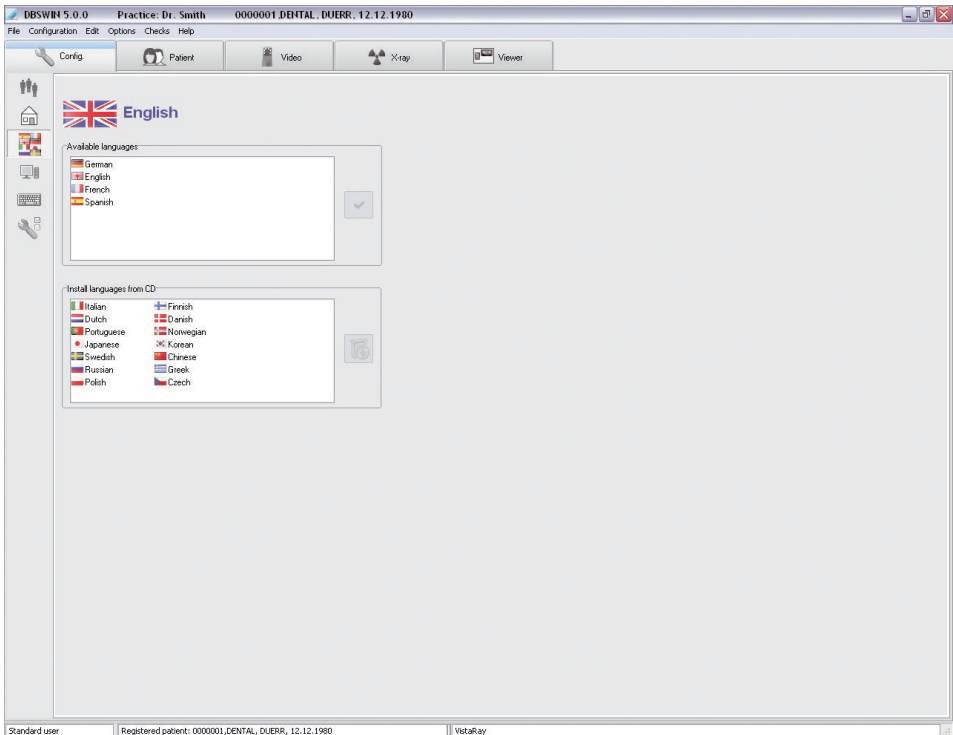 DBSWIN 5.0.0 Practice: Dr. Smith 0000001,DENTAL, DUERR, 12.12.1980
File Configuration Edit Options Checks Help
Config. Patient Video X-ray Viewer
English
Available languages
German
English
French
Spanish
Install languages from CD
Italian Finnish
Dutch Danish
Portuguese Norwegian
Japanese Korean
Swedish Chinese
Russian Greek
Polish Czech
Standard user Registered patient: 0000001,DENTAL, DUERR, 12.12.1980 VistaRay